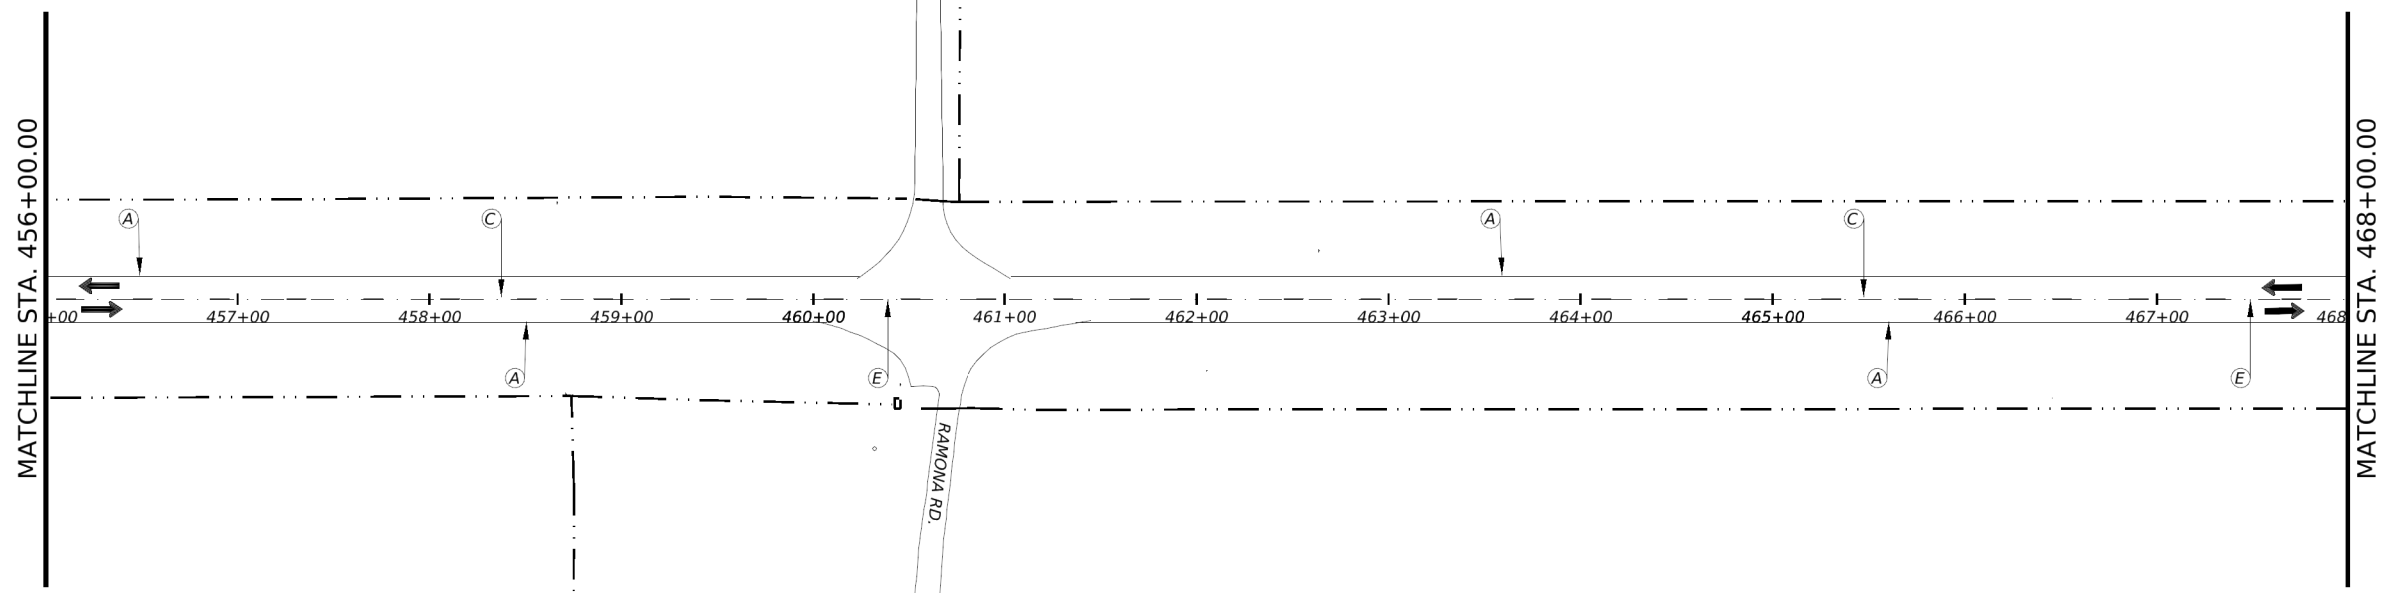 MATCHLINE STA. 456+00.00
A
C
A
C
+00
457+00
458+00
459+00
460+00
461+00
462+00
463+00
464+00
465+00
466+00
467+00
468
A
E
A
E
RAMONA RD.
MATCHLINE STA. 468+00.00